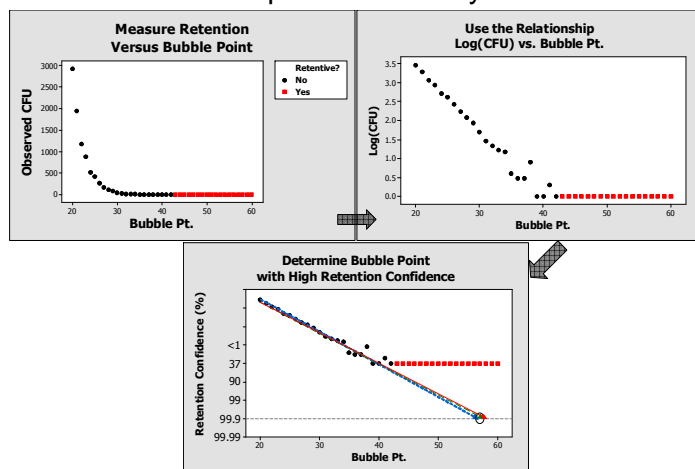 Measure Retention
Versus Bubble Point
Observed CFU
3000
2500
2000
1500
1000
500
0
20
30
40
50
60
Bubble Pt.
Retentive?
No
Yes
Use the Relationship
Log(CFU) vs. Bubble Pt.
Log(CFU)
3.5
3.0
2.5
2.0
1.5
1.0
0.5
0.0
20
30
40
50
60
Bubble Pt.
Determine Bubble Point
with High Retention Confidence
Retention Confidence (%)
<1
37
90
99
99.9
99.99
20
30
40
50
60
Bubble Pt.